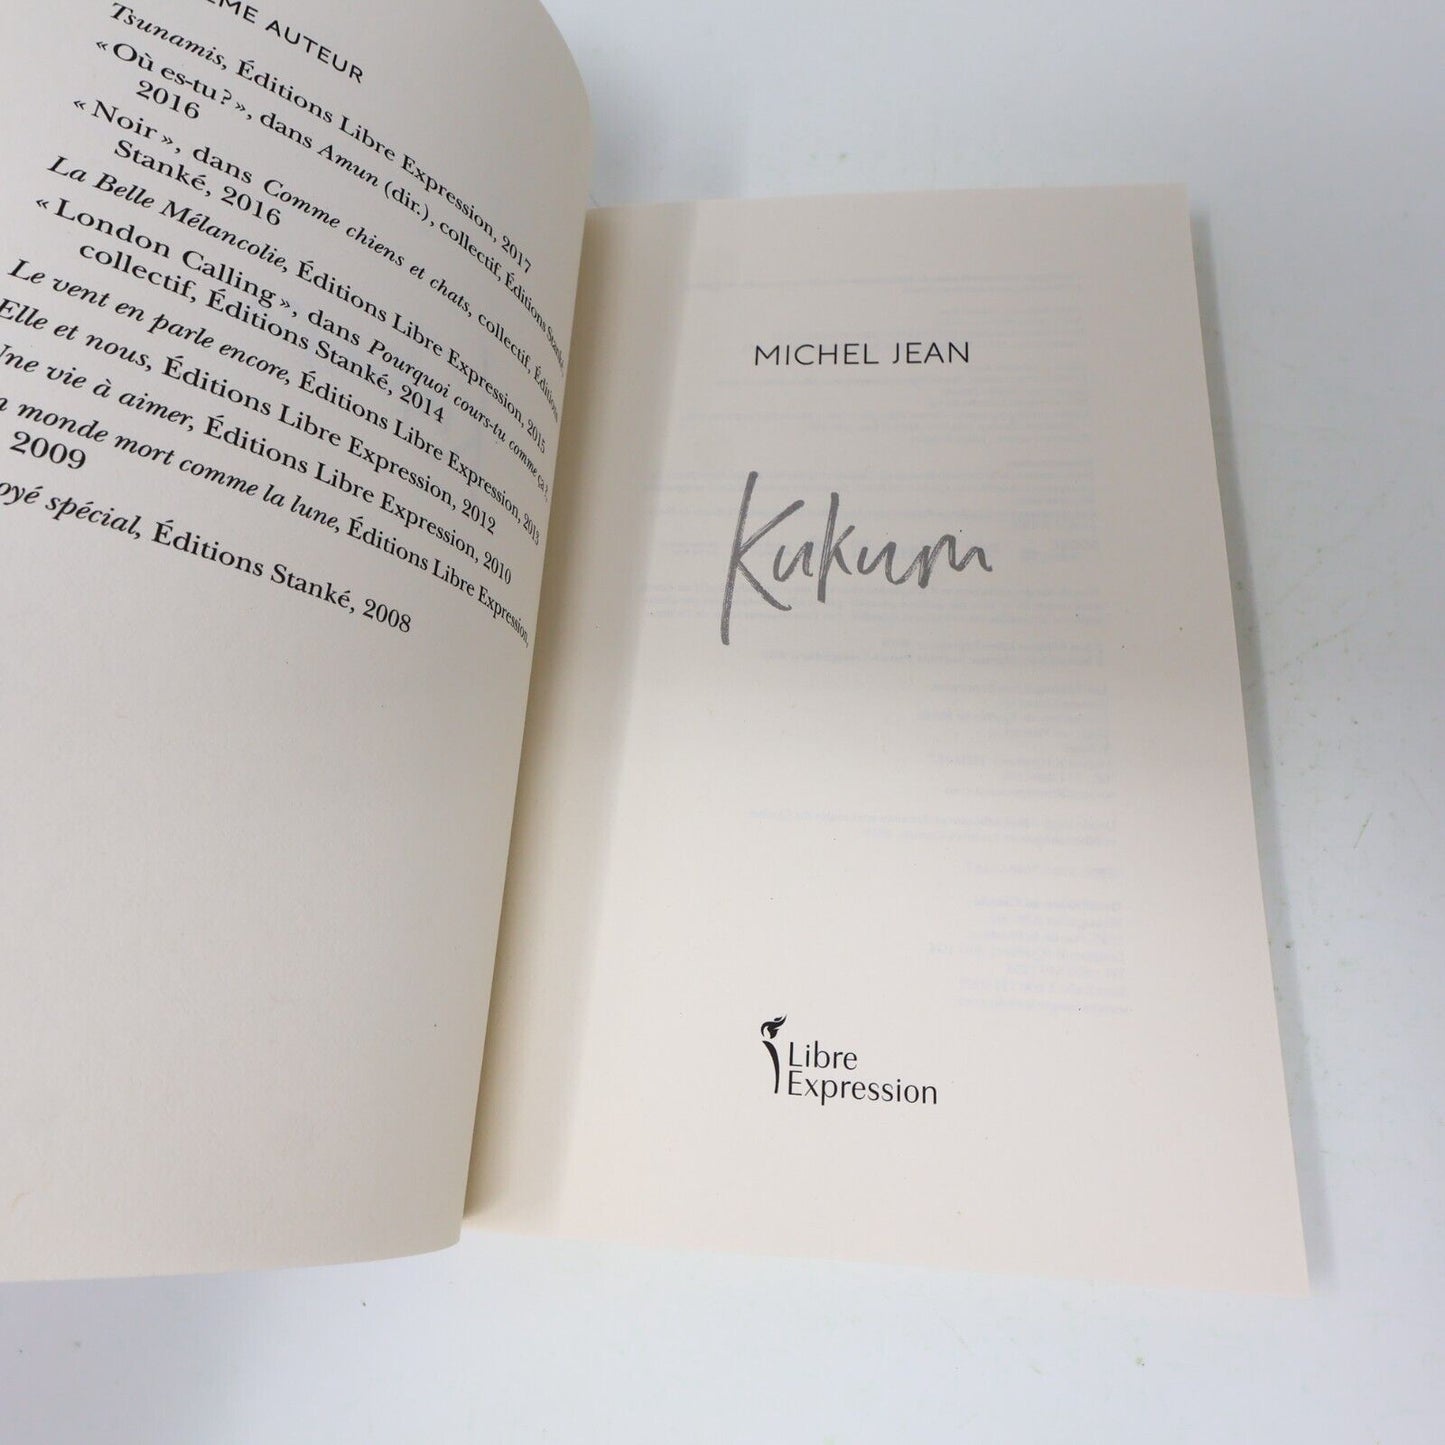 AUTEUR
Tsunamis, Éditions Libre Expression, 2017
« Où es-tu ? », dans Amun (dir.), collectif, Éditions Stanké,
2016
« Noir », dans Comme chiens et chats, collectif, Éditions
Stanké, 2016
La Belle Mélancolie, Éditions Libre Expression, 2015
« London Calling », dans Pourquoi cours-tu comme ça?,
collectif, Éditions Stanké, 2014
Le vent en parle encore, Éditions Libre Expression, 2013
Elle et nous, Éditions Libre Expression, 2012
Une vie à aimer, Éditions Libre Expression, 2010
monde mort comme la lune, Éditions Libre Expression,
2009
spécial, Éditions Stanké, 2008
MICHEL JEAN
Kukum
Libre
Expression